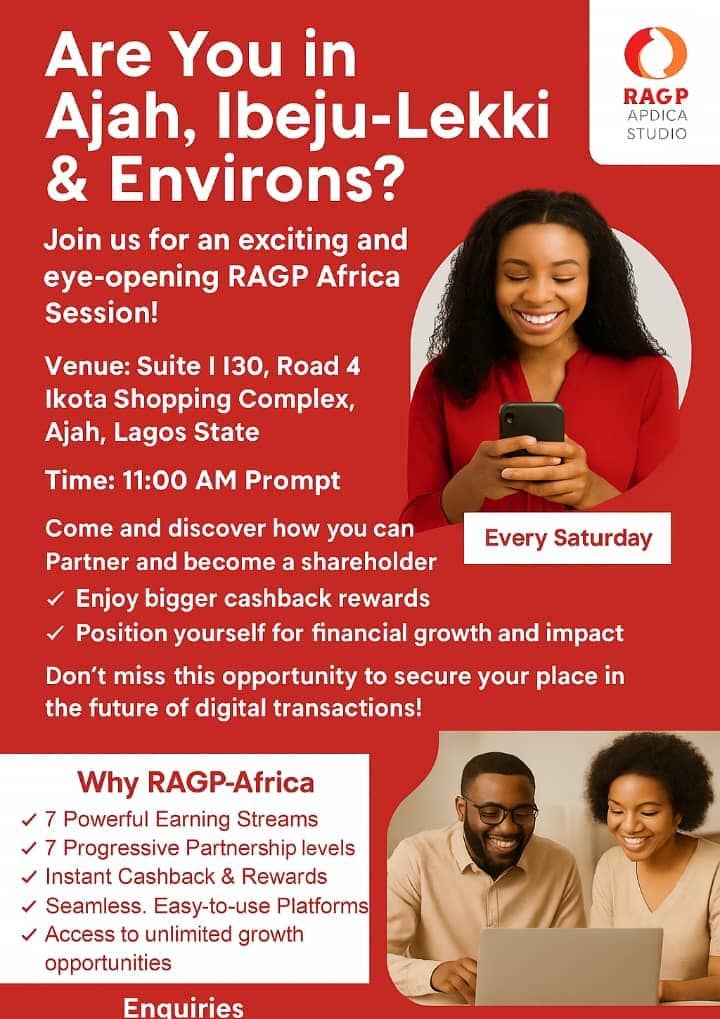 Are You in
Ajah, Ibeju-Lekki
& Environs?
RAGP
APDICA
STUDIO
Join us for an exciting and
eye-opening RAGP Africa
Session!
Venue: Suite I I30, Road 4
Ikota Shopping Complex,
Ajah, Lagos State
Time: 11:00 AM Prompt
Every Saturday
Come and discover how you can
Partner and become a shareholder
✓ Enjoy bigger cashback rewards
✓ Position yourself for financial growth and impact
Don't miss this opportunity to secure your place in
the future of digital transactions!
Why RAGP-Africa
✓ 7 Powerful Earning Streams
✓ 7 Progressive Partnership levels
✓ Instant Cashback & Rewards
✓ Seamless. Easy-to-use Platforms
✓ Access to unlimited growth
opportunities
Enquiries